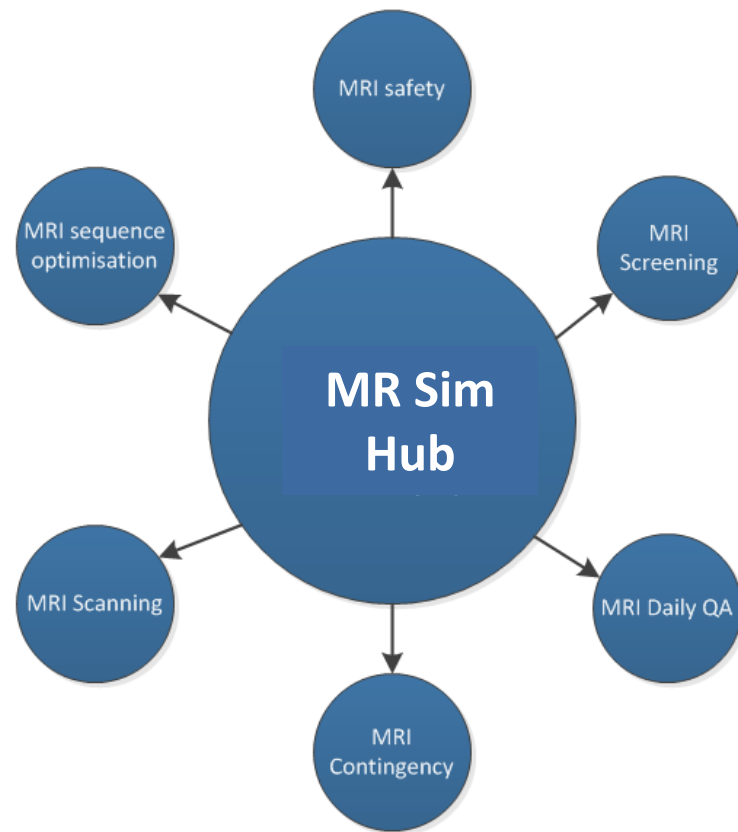 MRI safety
MRI sequence
optimisation
MRI
Screening
MR Sim
Hub
MRI Scanning
MRI Daily QA
MRI
Contingency